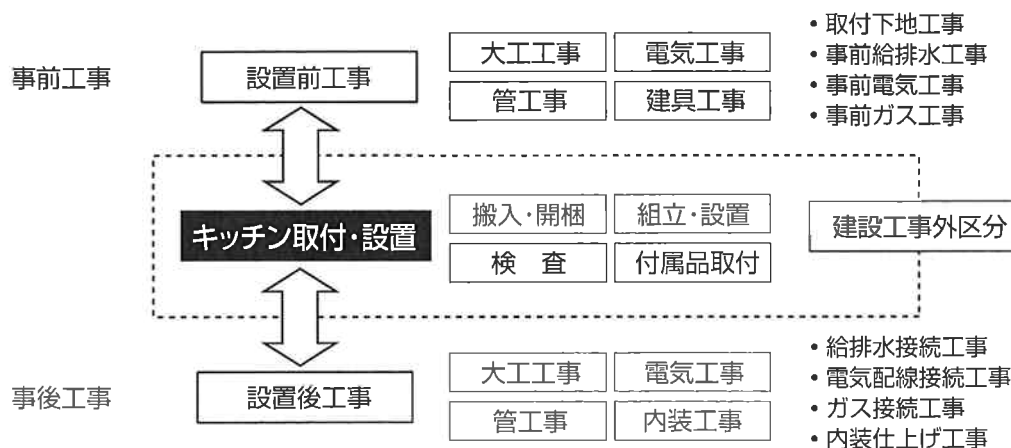 事前工事
設置前工事
大工工事
電気工事
管工事
建具工事
• 取付下地工事
• 事前給排水工事
• 事前電気工事
• 事前ガス工事
キッチン取付・設置
搬入・開梱
組立・設置
検 査
付属品取付
建設工事外区分
事後工事
設置後工事
大工工事
電気工事
管工事
内装工事
• 給排水接続工事
• 電気配線接続工事
• ガス接続工事
• 内装仕上げ工事